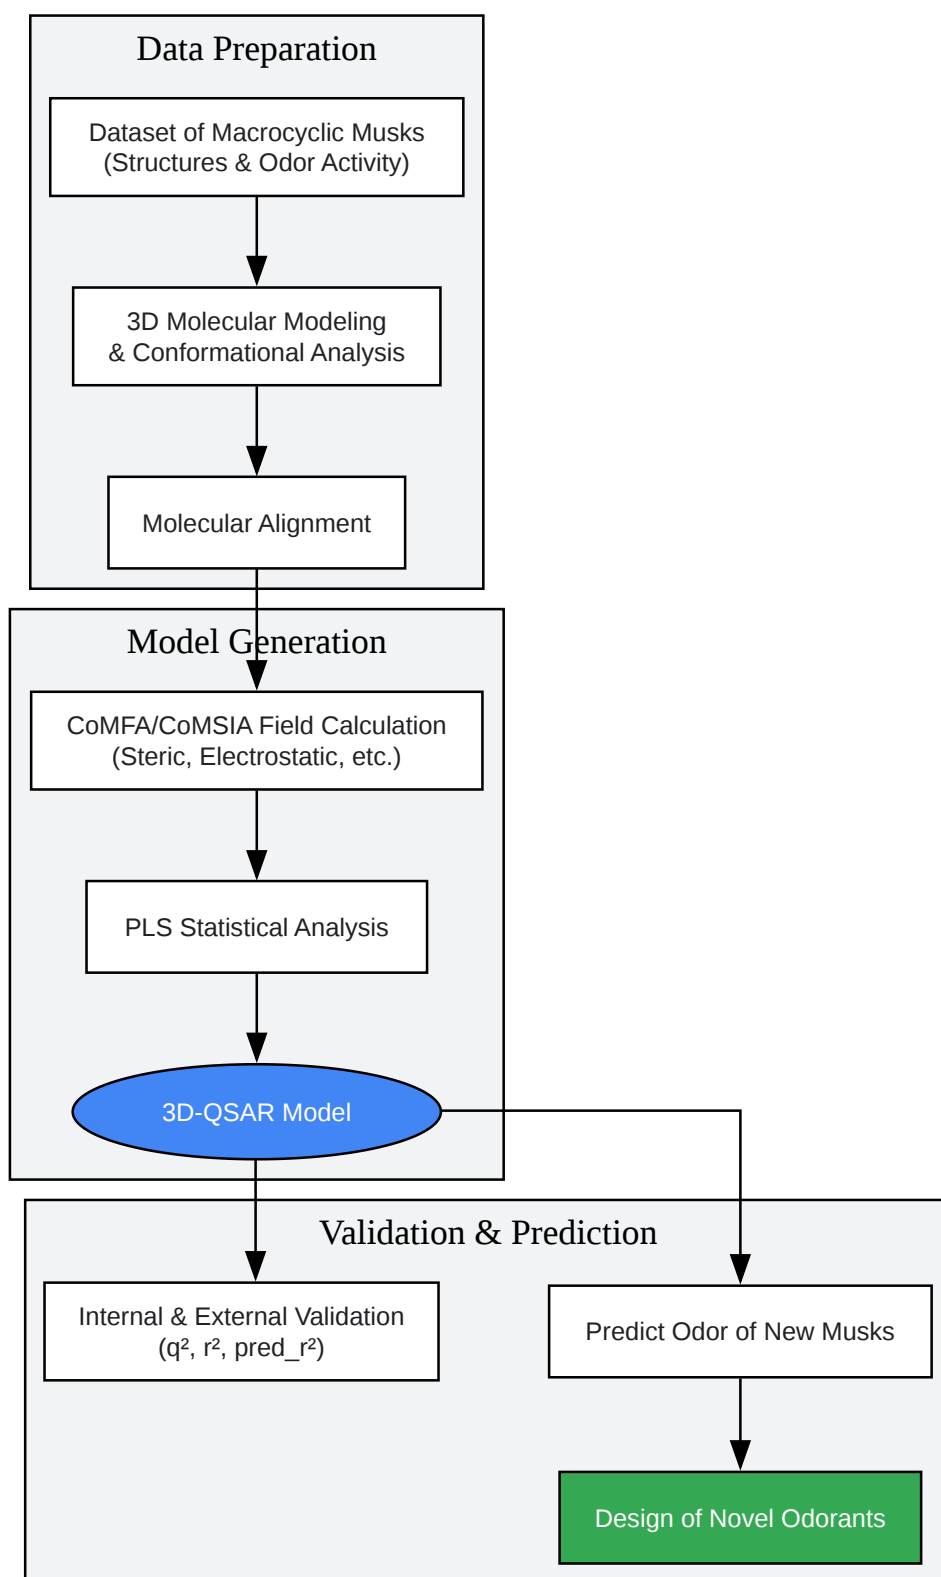 Data Preparation
Dataset of Macrocyclic Musks
(Structures & Odor Activity)
3D Molecular Modeling
& Conformational Analysis
Molecular Alignment
Model Generation
CoMFA/CoMSIA Field Calculation
(Steric, Electrostatic, etc.)
PLS Statistical Analysis
3D-QSAR Model
Validation & Prediction
Internal & External Validation
(q², r², pred_r²)
Predict Odor of New Musks
Design of Novel Odorants